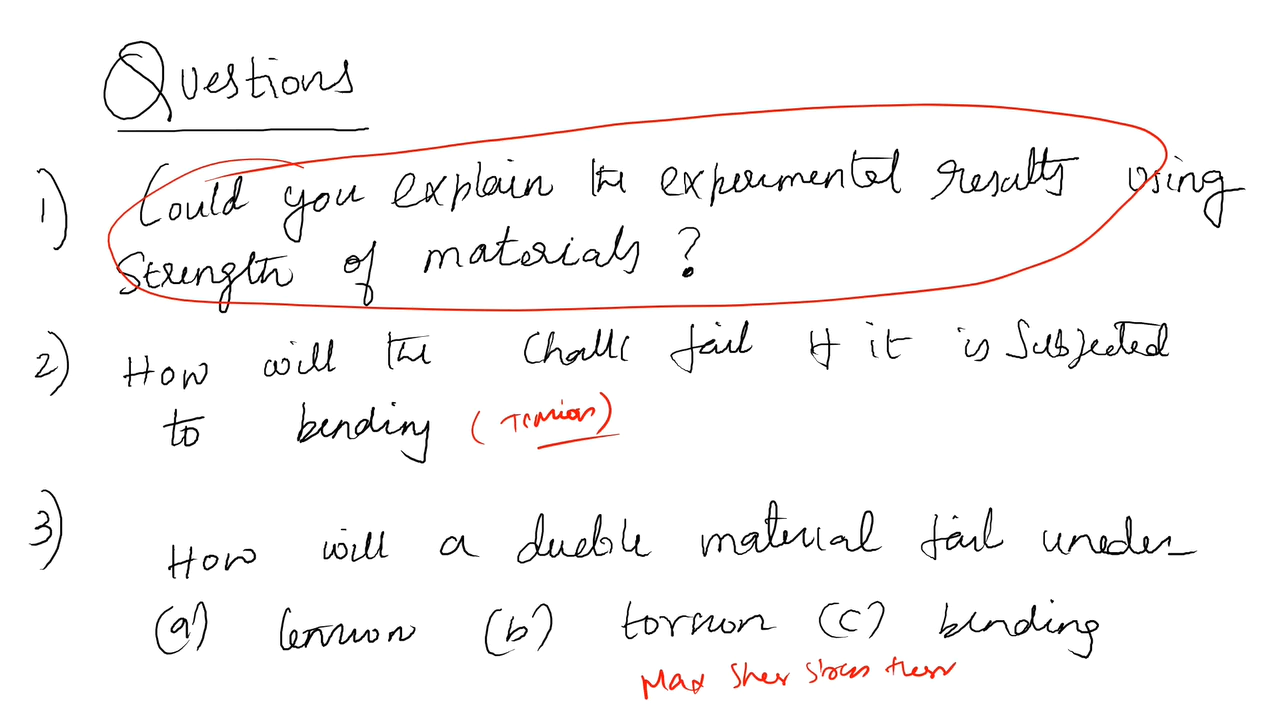 Questions
1) Could you explain the experimental results using
Strength of materials ?
2) How will the Chalk fail if it is Subjected
to bending (Tension)
3) How will a ductile material fail under
(a) tension (b) torsion (c) bending
Max Shear Stress theory